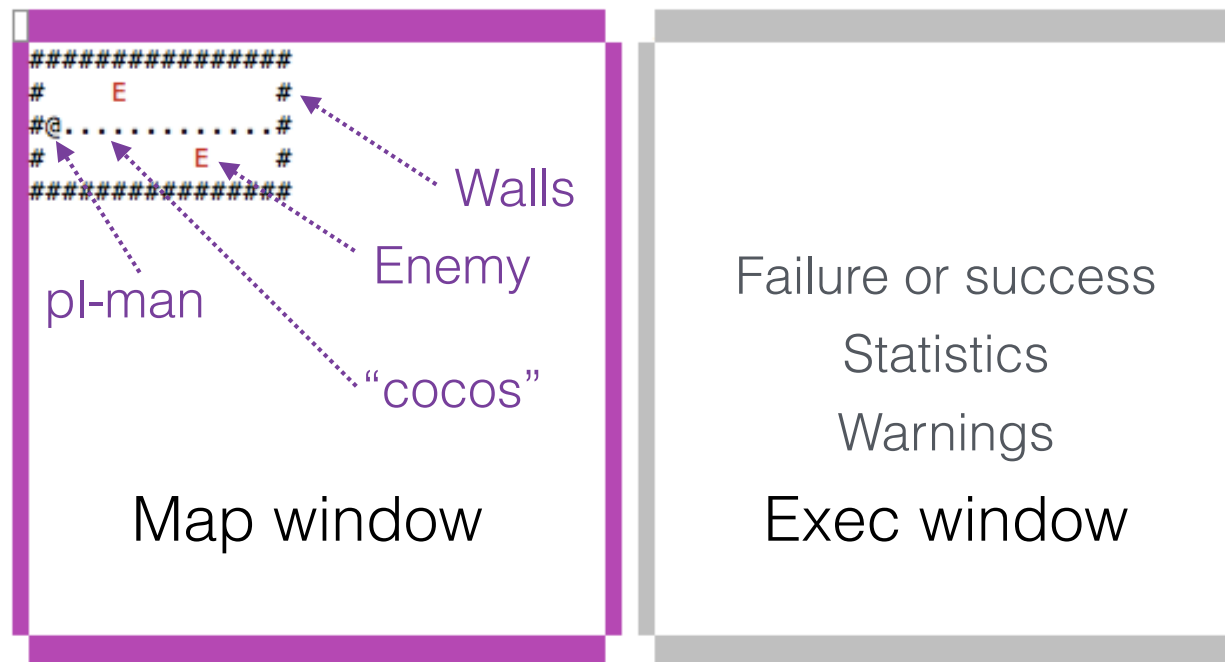 ################
#    E         #
#@.............#
#         E    #
################
Walls
Enemy
pl-man
“cocos”
Map window
Failure or success
Statistics
Warnings
Exec window